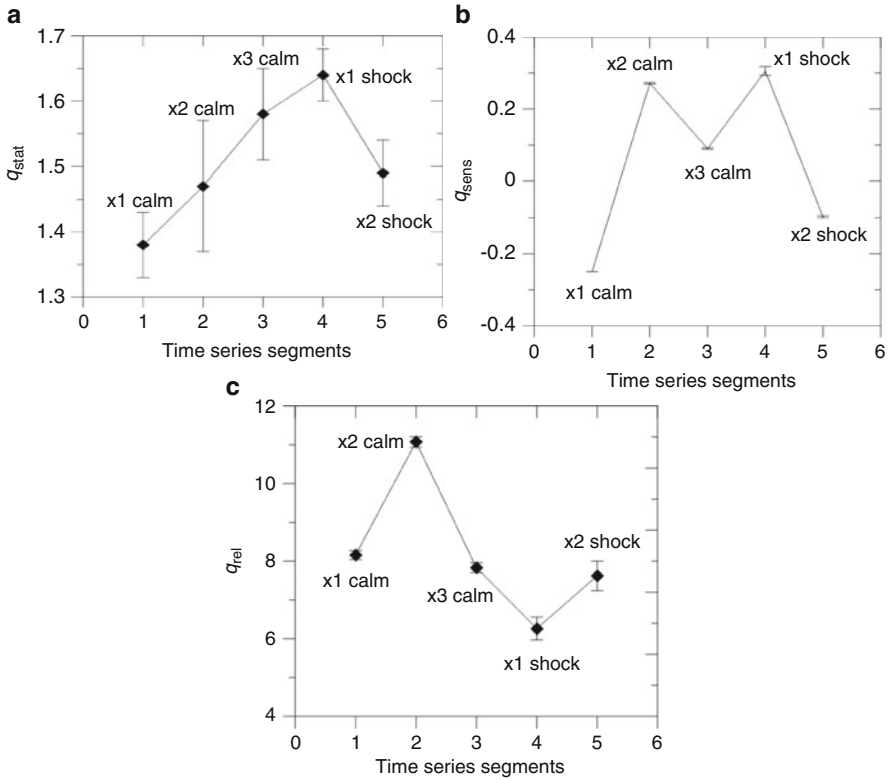 a
1.7
1.6
1.5
1.4
1.3
q_stat
x1 calm
x2 calm
x3 calm
x1 shock
x2 shock
0 1 2 3 4 5 6
Time series segments
b
0.4
0.2
0
-0.2
-0.4
q_sens
x1 calm
x2 calm
x3 calm
x1 shock
x2 shock
0 1 2 3 4 5 6
Time series segments
c
12
10
8
6
4
q_rel
x1 calm
x2 calm
x3 calm
x1 shock
x2 shock
0 1 2 3 4 5 6
Time series segments